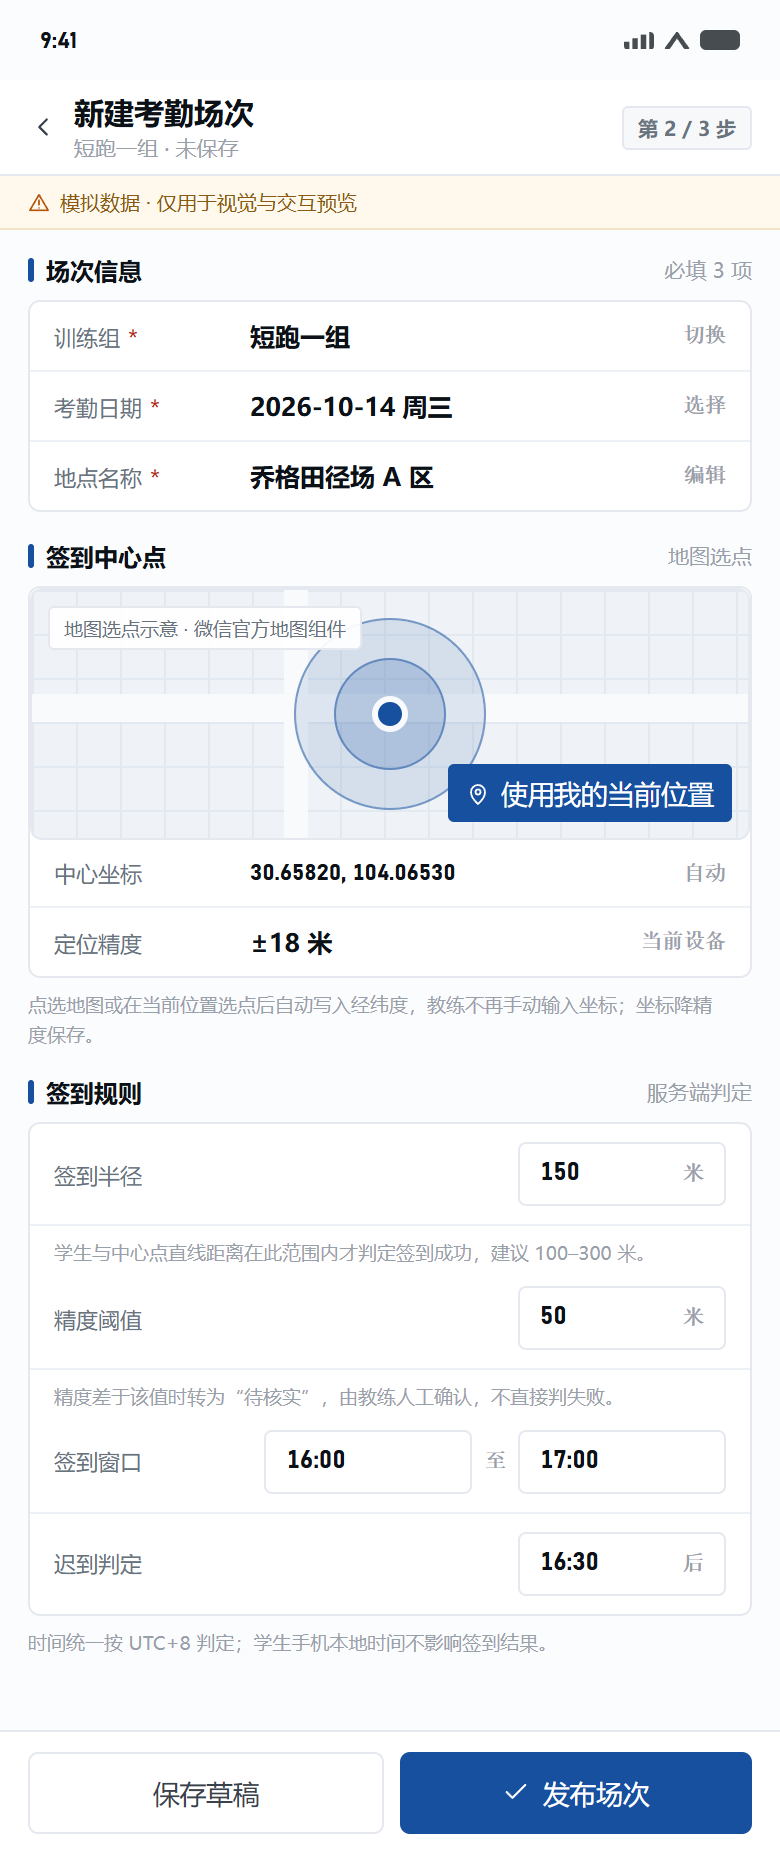 9:41
新建考勤场次
短跑一组 · 未保存
第 2 / 3 步
模拟数据 · 仅用于视觉与交互预览
场次信息
必填 3 项
训练组 * 短跑一组 切换
考勤日期 * 2026-10-14 周三 选择
地点名称 * 乔格田径场 A 区 编辑
签到中心点
地图选点
地图选点示意 · 微信官方地图组件
使用我的当前位置
中心坐标 30.65820, 104.06530 自动
定位精度 ±18 米 当前设备
点选地图或在当前位置选点后自动写入经纬度，教练不再手动输入坐标；坐标降精
度保存。
签到规则
服务端判定
签到半径 150 米
学生与中心点直线距离在此范围内才判定签到成功，建议 100–300 米。
精度阈值 50 米
精度差于该值时转为“待核实”，由教练人工确认，不直接判失败。
签到窗口 16:00 至 17:00
迟到判定 16:30 后
时间统一按 UTC+8 判定；学生手机本地时间不影响签到结果。
保存草稿
发布场次